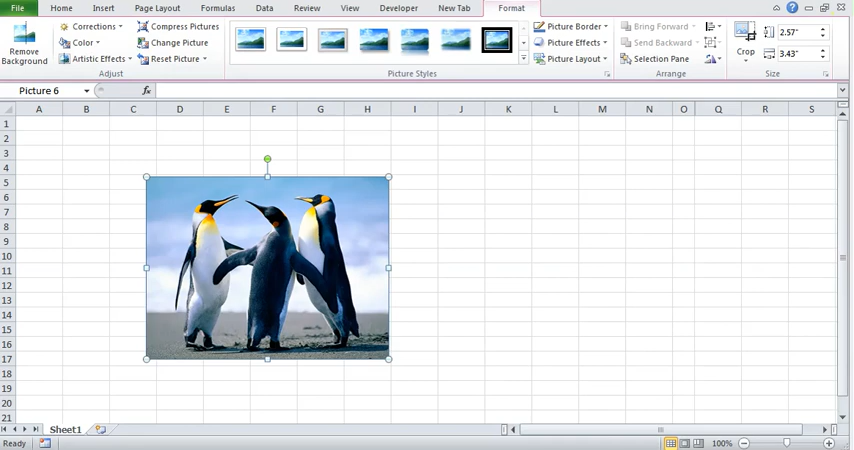 File Home Insert Page Layout Formulas Data Review View Developer New Tab Format
Remove Background
Corrections
Color
Artistic Effects
Compress Pictures
Change Picture
Reset Picture
Adjust
Picture Styles
Picture Border
Picture Effects
Picture Layout
Bring Forward
Send Backward
Selection Pane
Arrange
Crop
2.57"
3.43"
Size
Picture 6 fx
A B C D E F G H I J K L M N O Q R S
1
2
3
4
5
6
7
8
9
10
11
12
13
14
15
16
17
18
19
20
21
Sheet1
Ready 100%